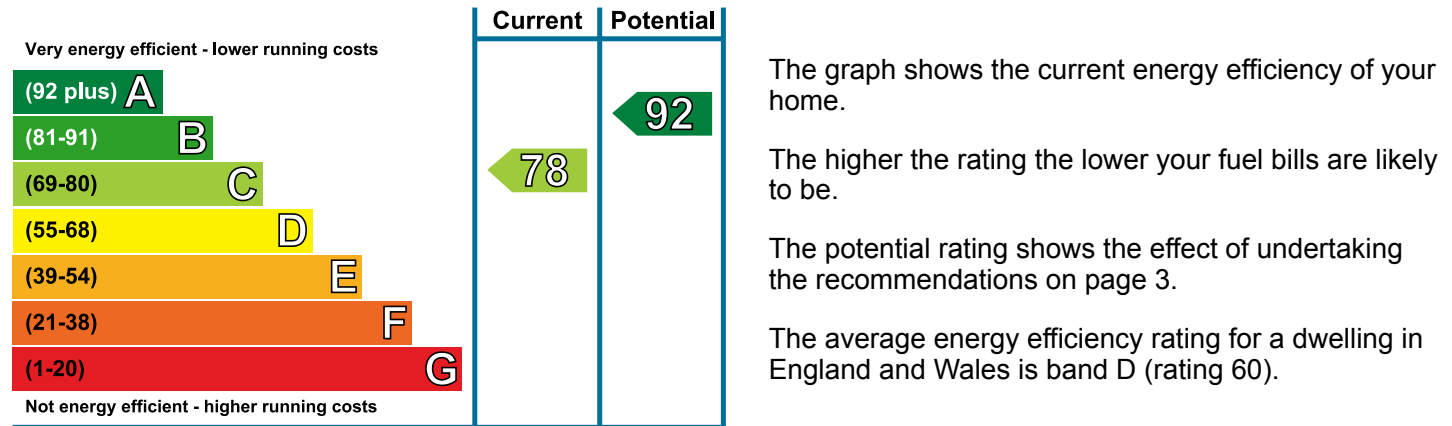 Current Potential
Very energy efficient - lower running costs
(92 plus) A
92
(81-91) B
78
(69-80) C
(55-68) D
(39-54) E
(21-38) F
(1-20) G
Not energy efficient - higher running costs
The graph shows the current energy efficiency of your
home.
The higher the rating the lower your fuel bills are likely
to be.
The potential rating shows the effect of undertaking
the recommendations on page 3.
The average energy efficiency rating for a dwelling in
England and Wales is band D (rating 60).